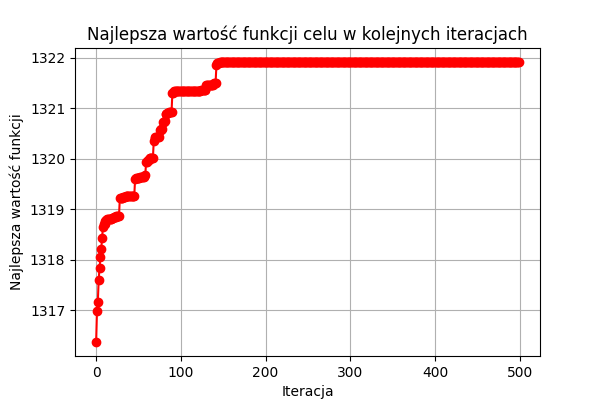 Najlepsza wartość funkcji celu w kolejnych iteracjach
1322
1321
1320
1319
1318
1317
Najlepsza wartość funkcji
0 100 200 300 400 500
Iteracja